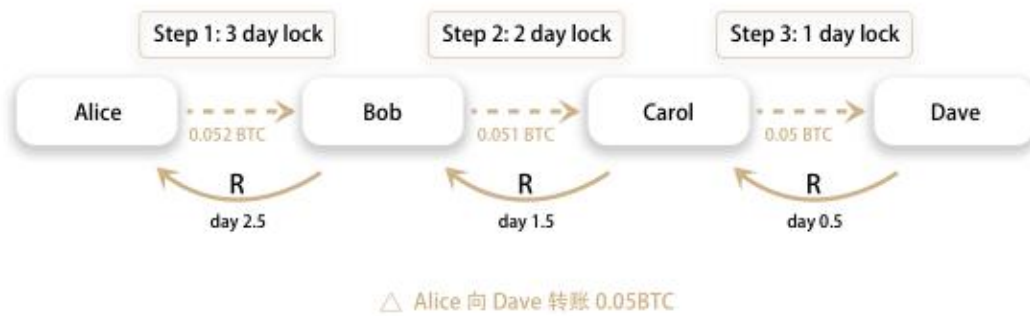 Step 1: 3 day lock
Step 2: 2 day lock
Step 3: 1 day lock
Alice
Bob
Carol
Dave
0.052 BTC
0.051 BTC
0.05 BTC
R
R
R
day 2.5
day 1.5
day 0.5
△ Alice 向 Dave 转账 0.05BTC